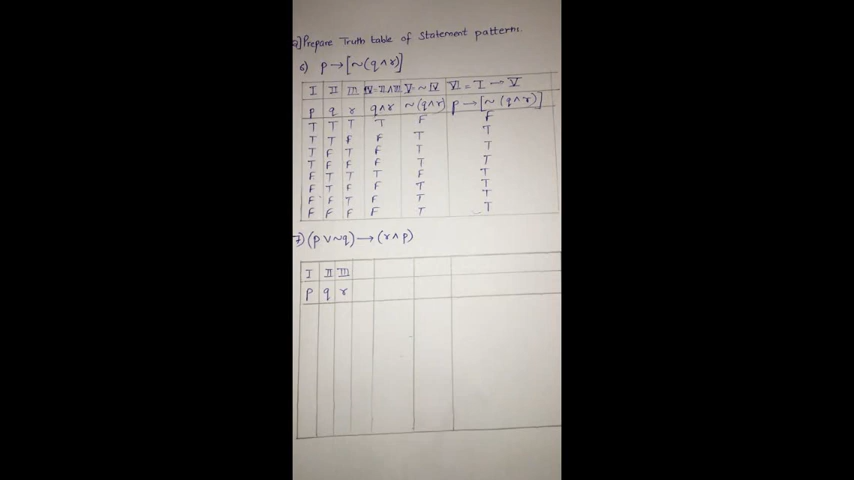 Q]Prepare Truth table of Statement pattern.
6) p→[~(q∧r)]
I II III IV=II∧III V=~IV VI=I→V
p q r q∧r ~(q∧r) p→[~(q∧r)]
T T T T F F
T T F F T T
T F T F T T
T F F F T T
F T T T F T
F T F F T T
F F T F T T
F F F F T T
7) (p∨~q)→(r∧p)
I II III
p q r